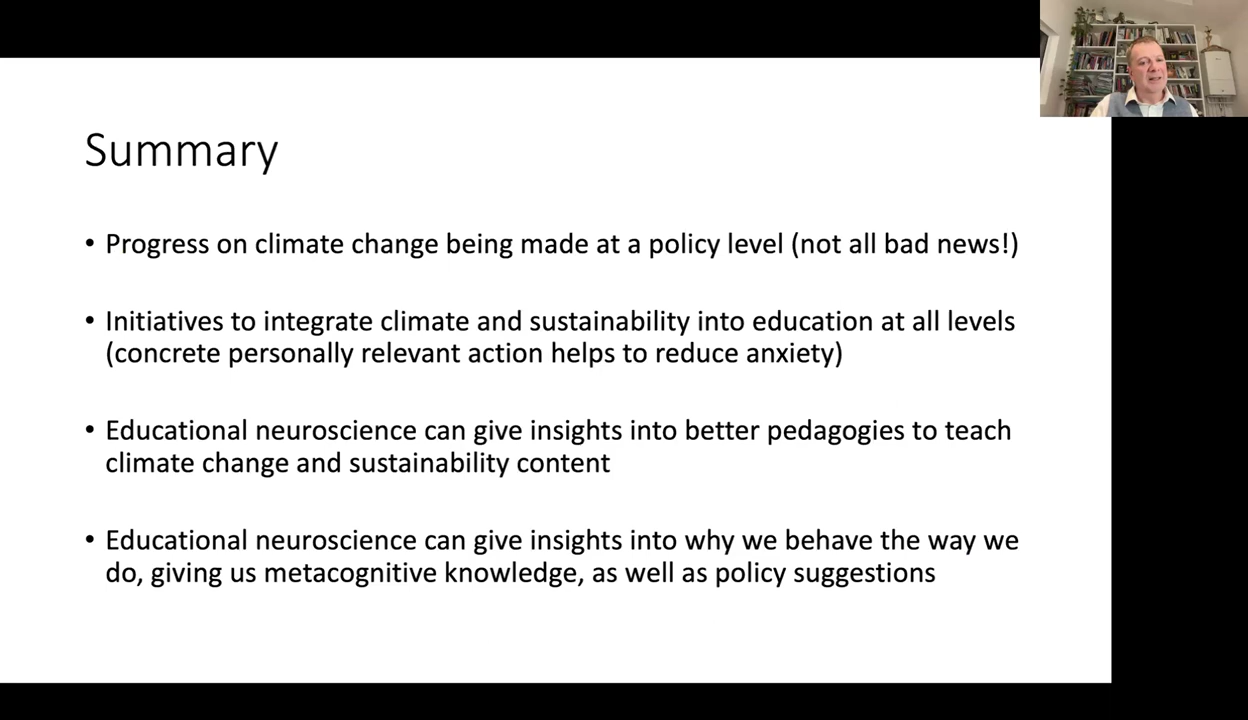 Summary
• Progress on climate change being made at a policy level (not all bad news!)
• Initiatives to integrate climate and sustainability into education at all levels
(concrete personally relevant action helps to reduce anxiety)
• Educational neuroscience can give insights into better pedagogies to teach
climate change and sustainability content
• Educational neuroscience can give insights into why we behave the way we
do, giving us metacognitive knowledge, as well as policy suggestions